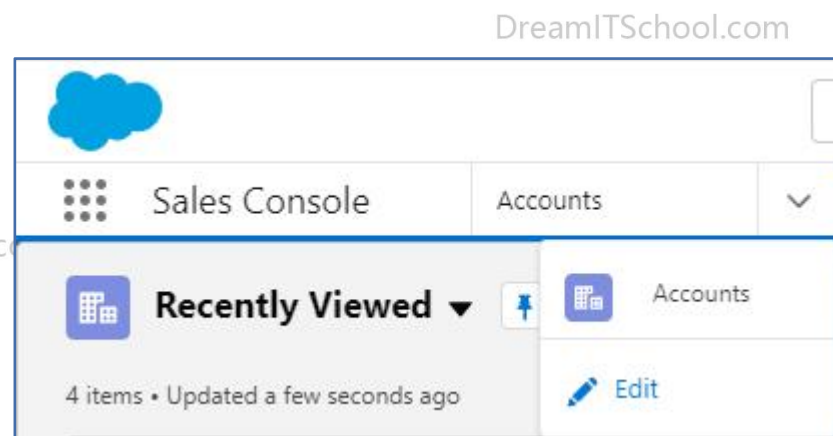 DreamITSchool.com
Sales Console
Accounts
Recently Viewed
Accounts
4 items • Updated a few seconds ago
Edit